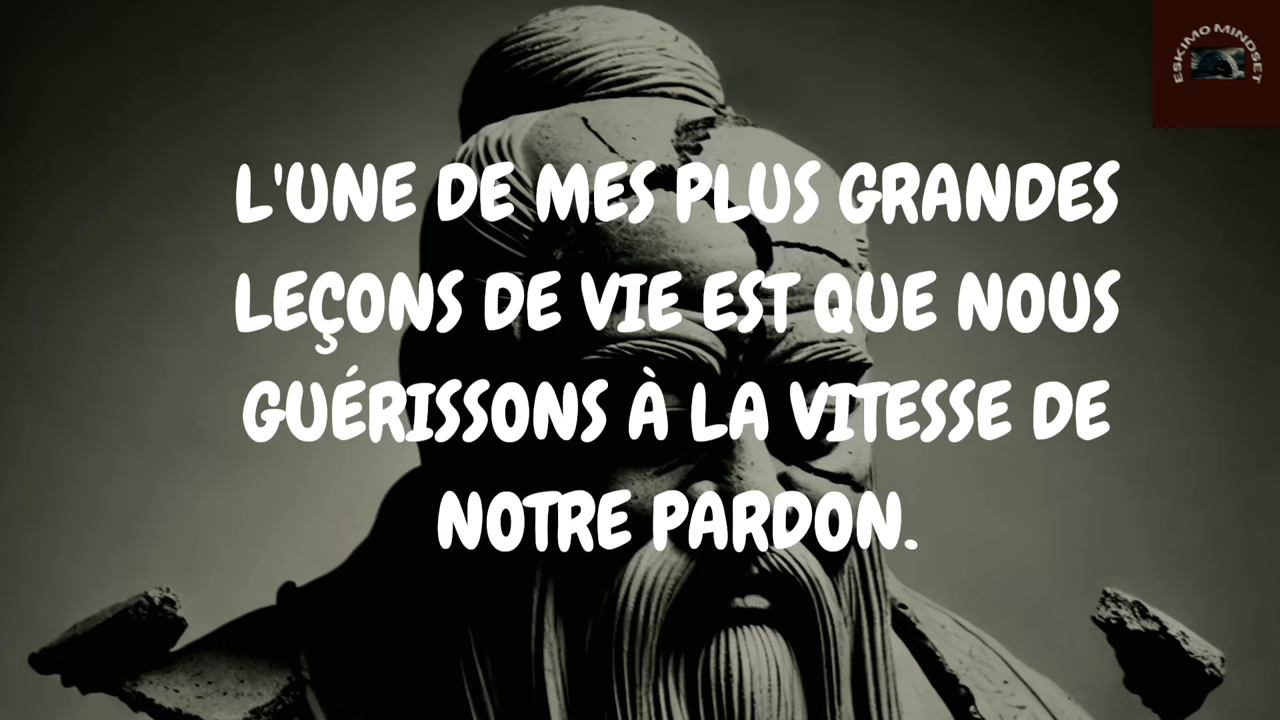 ESKIMO MINDSET
L'UNE DE MES PLUS GRANDES
LEÇONS DE VIE EST QUE NOUS
GUÉRISSONS À LA VITESSE DE
NOTRE PARDON.